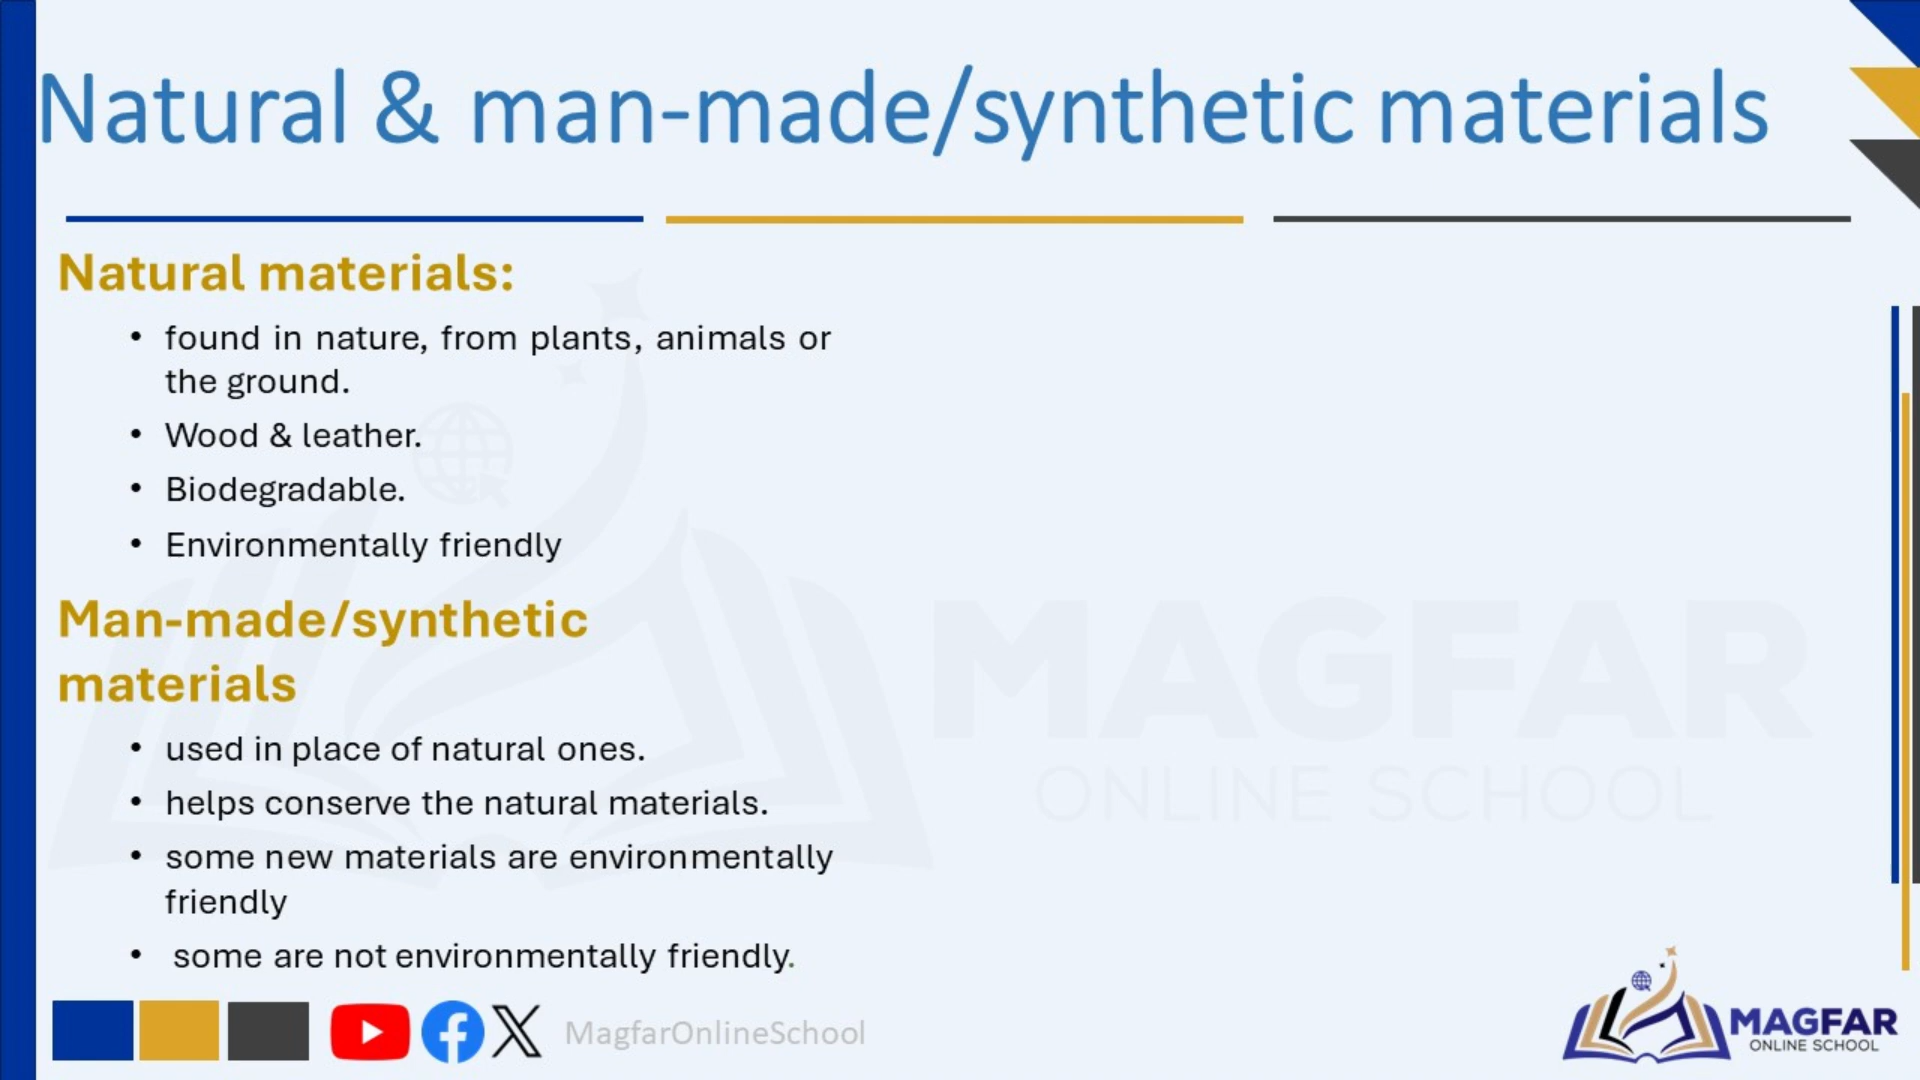 Natural & man-made/synthetic materials
Natural materials:
• found in nature, from plants, animals or
the ground.
• Wood & leather.
• Biodegradable.
• Environmentally friendly
Man-made/synthetic
materials
• used in place of natural ones.
• helps conserve the natural materials.
• some new materials are environmentally
friendly
• some are not environmentally friendly.
MAGFAR
ONLINE SCHOOL
MagfarOnlineSchool
MAGFAR
ONLINE SCHOOL